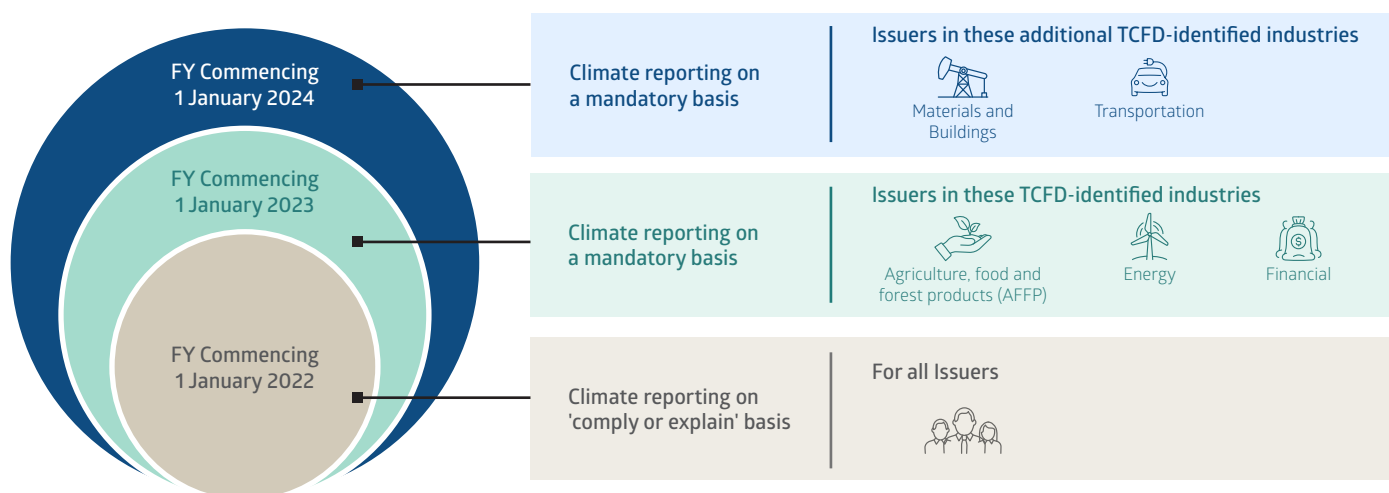 FY Commencing
1 January 2024
Climate reporting on
a mandatory basis
Issuers in these additional TCFD-identified industries
Materials and
Buildings
Transportation
FY Commencing
1 January 2023
Climate reporting on
a mandatory basis
Issuers in these TCFD-identified industries
Agriculture, food and
forest products (AFFP)
Energy
$
Financial
FY Commencing
1 January 2022
Climate reporting on
'comply or explain' basis
For all Issuers